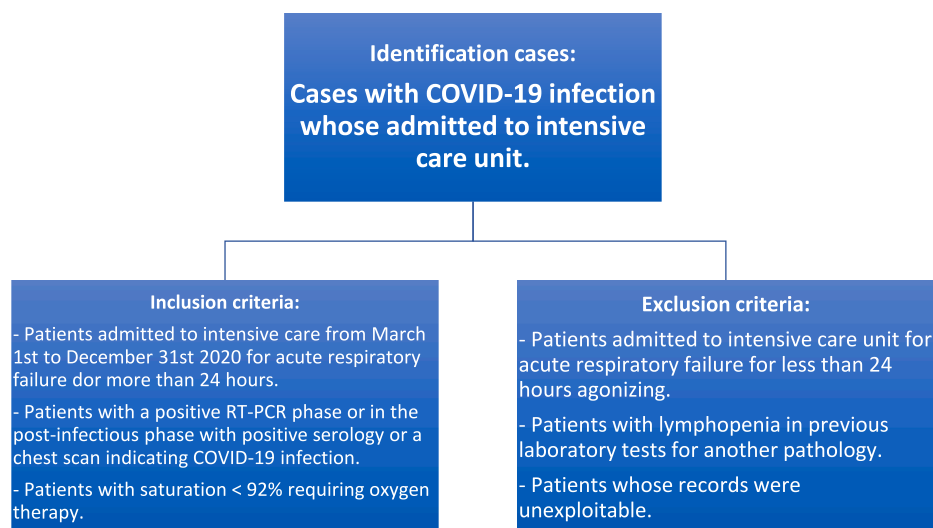 Identification cases:
Cases with COVID-19 infection
whose admitted to intensive
care unit.
Inclusion criteria:
- Patients admitted to intensive care from March
1st to December 31st 2020 for acute respiratory
failure dor more than 24 hours.
- Patients with a positive RT-PCR phase or in the
post-infectious phase with positive serology or a
chest scan indicating COVID-19 infection.
- Patients with saturation < 92% requiring oxygen
therapy.
Exclusion criteria:
- Patients admitted to intensive care unit for
acute respiratory failure for less than 24
hours agonizing.
- Patients with lymphopenia in previous
laboratory tests for another pathology.
- Patients whose records were
unexploitable.